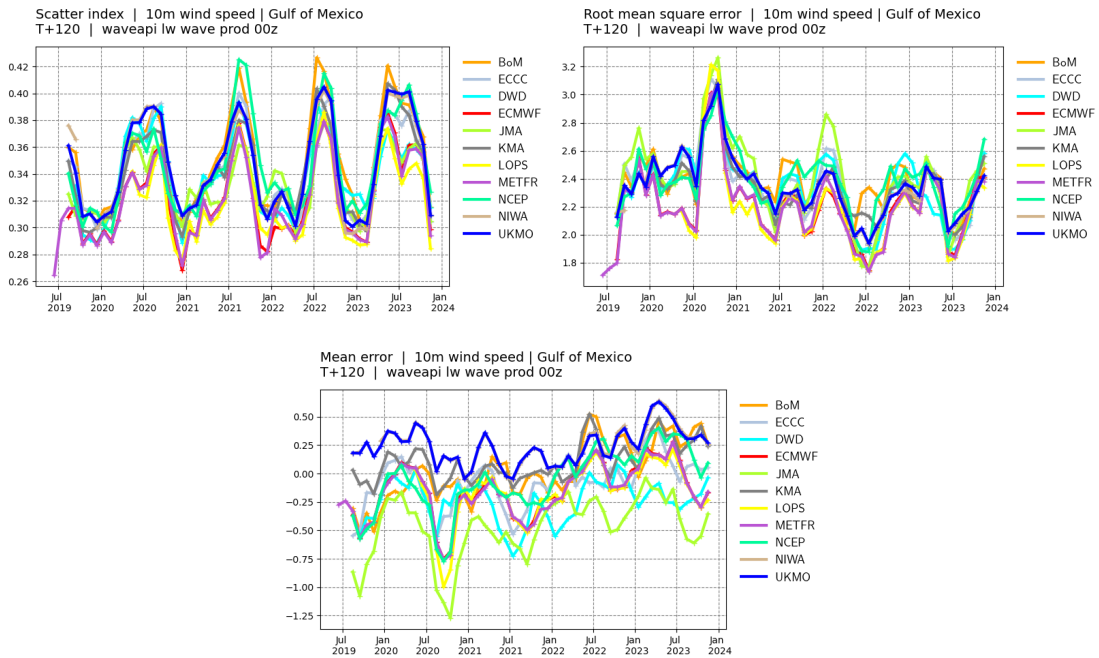 Scatter index | 10m wind speed | Gulf of Mexico
T+120 | waveapi lw wave prod 00z
0.42
0.40
0.38
0.36
0.34
0.32
0.30
0.28
0.26
Jul 2019
Jan 2020
Jul 2020
Jan 2021
Jul 2021
Jan 2022
Jul 2022
Jan 2023
Jul 2023
Jan 2024
BoM
ECCC
DWD
ECMWF
JMA
KMA
LOPS
METFR
NCEP
NIWA
UKMO
Root mean square error | 10m wind speed | Gulf of Mexico
T+120 | waveapi lw wave prod 00z
3.2
3.0
2.8
2.6
2.4
2.2
2.0
1.8
Jul 2019
Jan 2020
Jul 2020
Jan 2021
Jul 2021
Jan 2022
Jul 2022
Jan 2023
Jul 2023
Jan 2024
BoM
ECCC
DWD
ECMWF
JMA
KMA
LOPS
METFR
NCEP
NIWA
UKMO
Mean error | 10m wind speed | Gulf of Mexico
T+120 | waveapi lw wave prod 00z
0.50
0.25
0.00
−0.25
−0.50
−0.75
−1.00
−1.25
Jul 2019
Jan 2020
Jul 2020
Jan 2021
Jul 2021
Jan 2022
Jul 2022
Jan 2023
Jul 2023
Jan 2024
BoM
ECCC
DWD
ECMWF
JMA
KMA
LOPS
METFR
NCEP
NIWA
UKMO